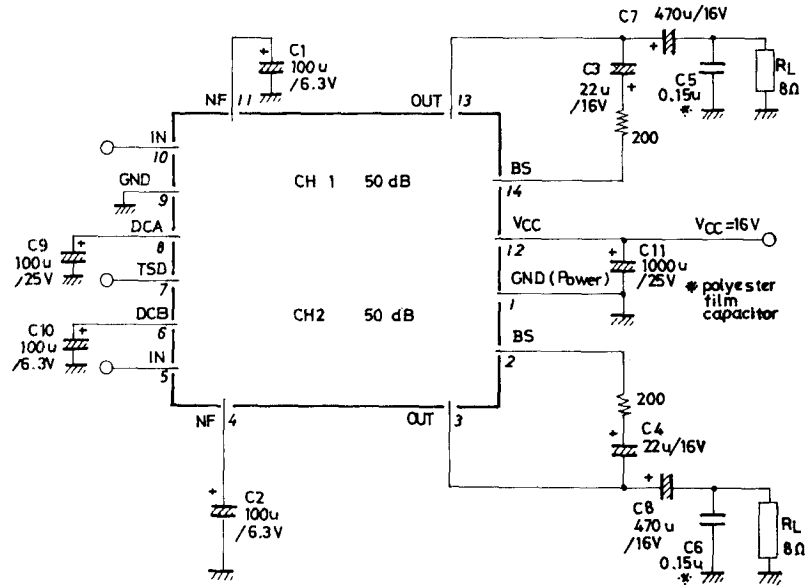 C7
470u/16V
C1
100u
/6.3V
NF
11
OUT
13
C3
22u
/16V
C5
0.15u
*
RL
8Ω
200
IN
10
GND
9
CH 1 50 dB
BS
14
DCA
8
VCC
12
VCC=16V
C9
100u
/25V
TSD
7
C11
1000u
/25V
GND (Power)
1
* polyester
film
capacitor
DCB
6
C10
100u
/6.3V
CH2 50 dB
BS
2
IN
5
200
NF
4
OUT
3
C4
22u/16V
C2
100u
/6.3V
C8
470u
/16V
C6
0.15u
*
RL
8Ω